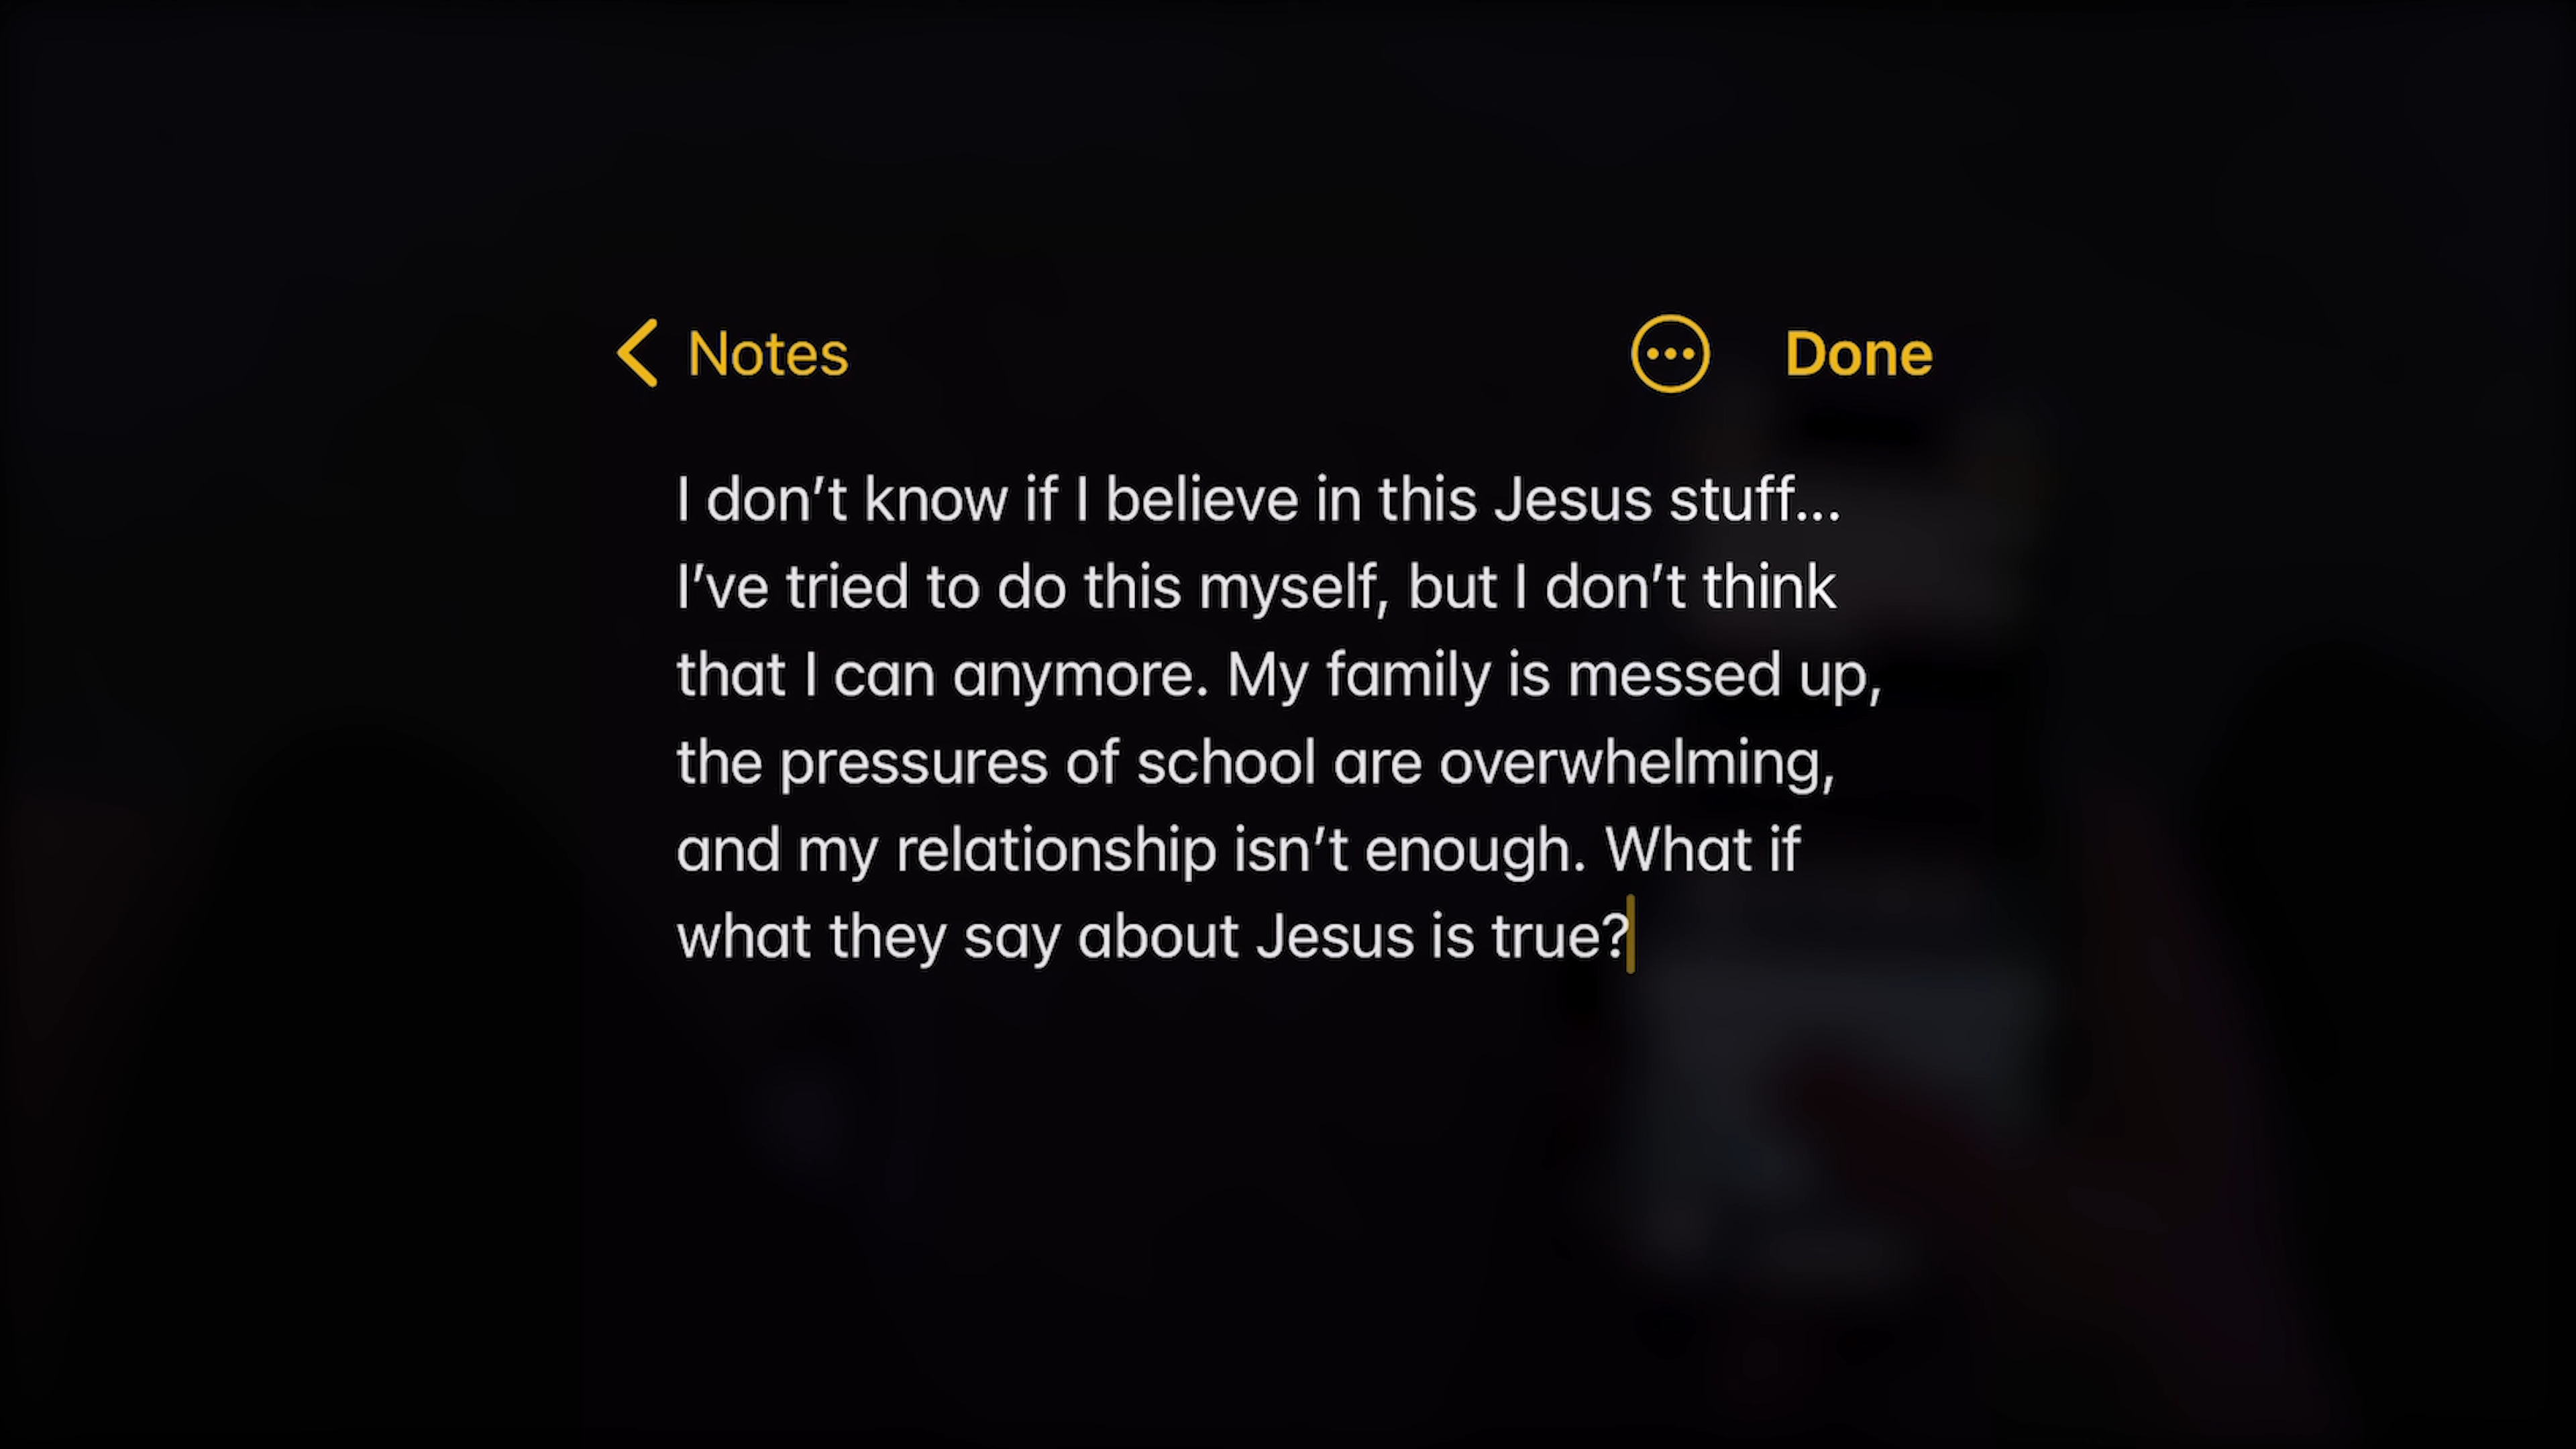 Notes
Done
I don’t know if I believe in this Jesus stuff...
I’ve tried to do this myself, but I don’t think
that I can anymore. My family is messed up,
the pressures of school are overwhelming,
and my relationship isn’t enough. What if
what they say about Jesus is true?